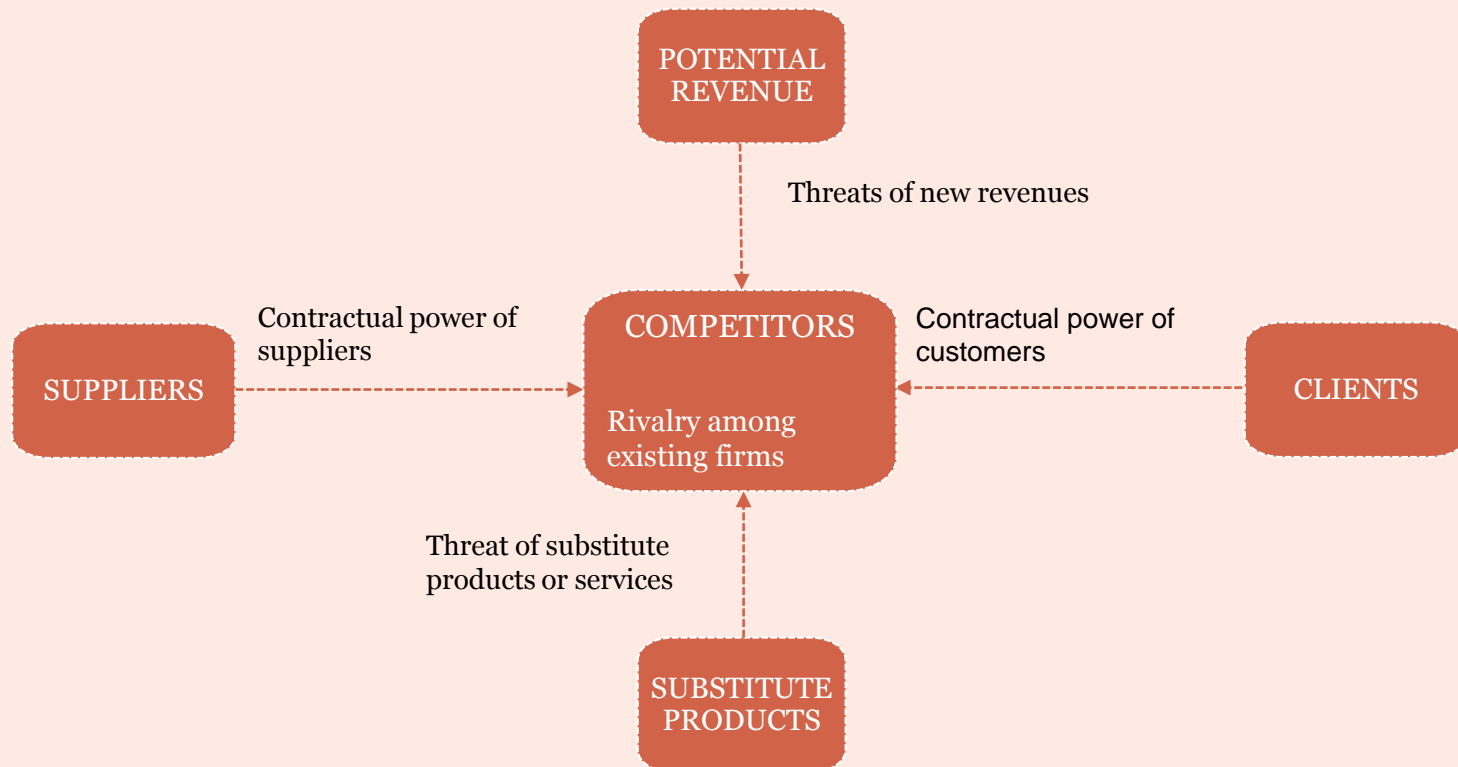 POTENTIAL
REVENUE
Threats of new revenues
Contractual power of
suppliers
COMPETITORS
Contractual power of
customers
SUPPLIERS
CLIENTS
Rivalry among
existing firms
Threat of substitute
products or services
SUBSTITUTE
PRODUCTS